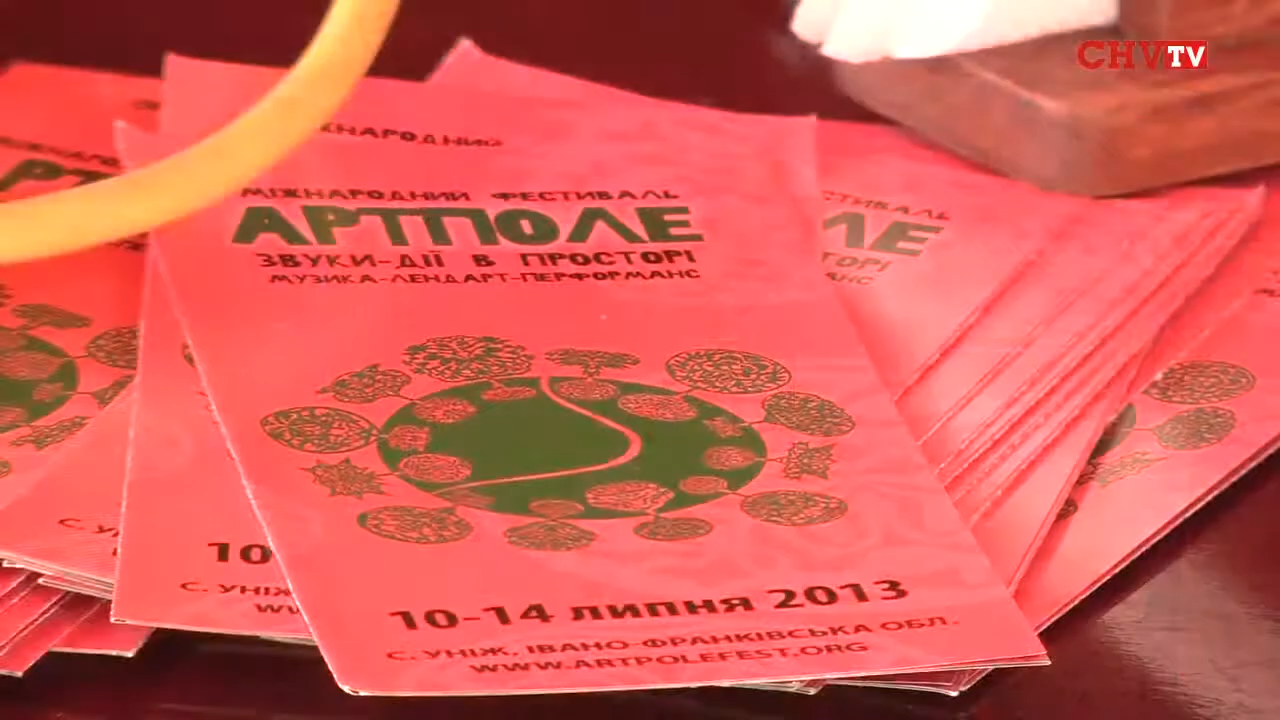 CHVTV
МІЖНАРОДНИЙ ФЕСТИВАЛЬ
АРТПОЛЕ
ЗВУКИ-ДІЇ В ПРОСТОРІ
МУЗИКА-ЛЕНДАРТ-ПЕРФОРМАНС
10-14 липня 2013
С. УНІЖ, ІВАНО-ФРАНКІВСЬКА ОБЛ.
WWW.ARTPOLEFEST.ORG